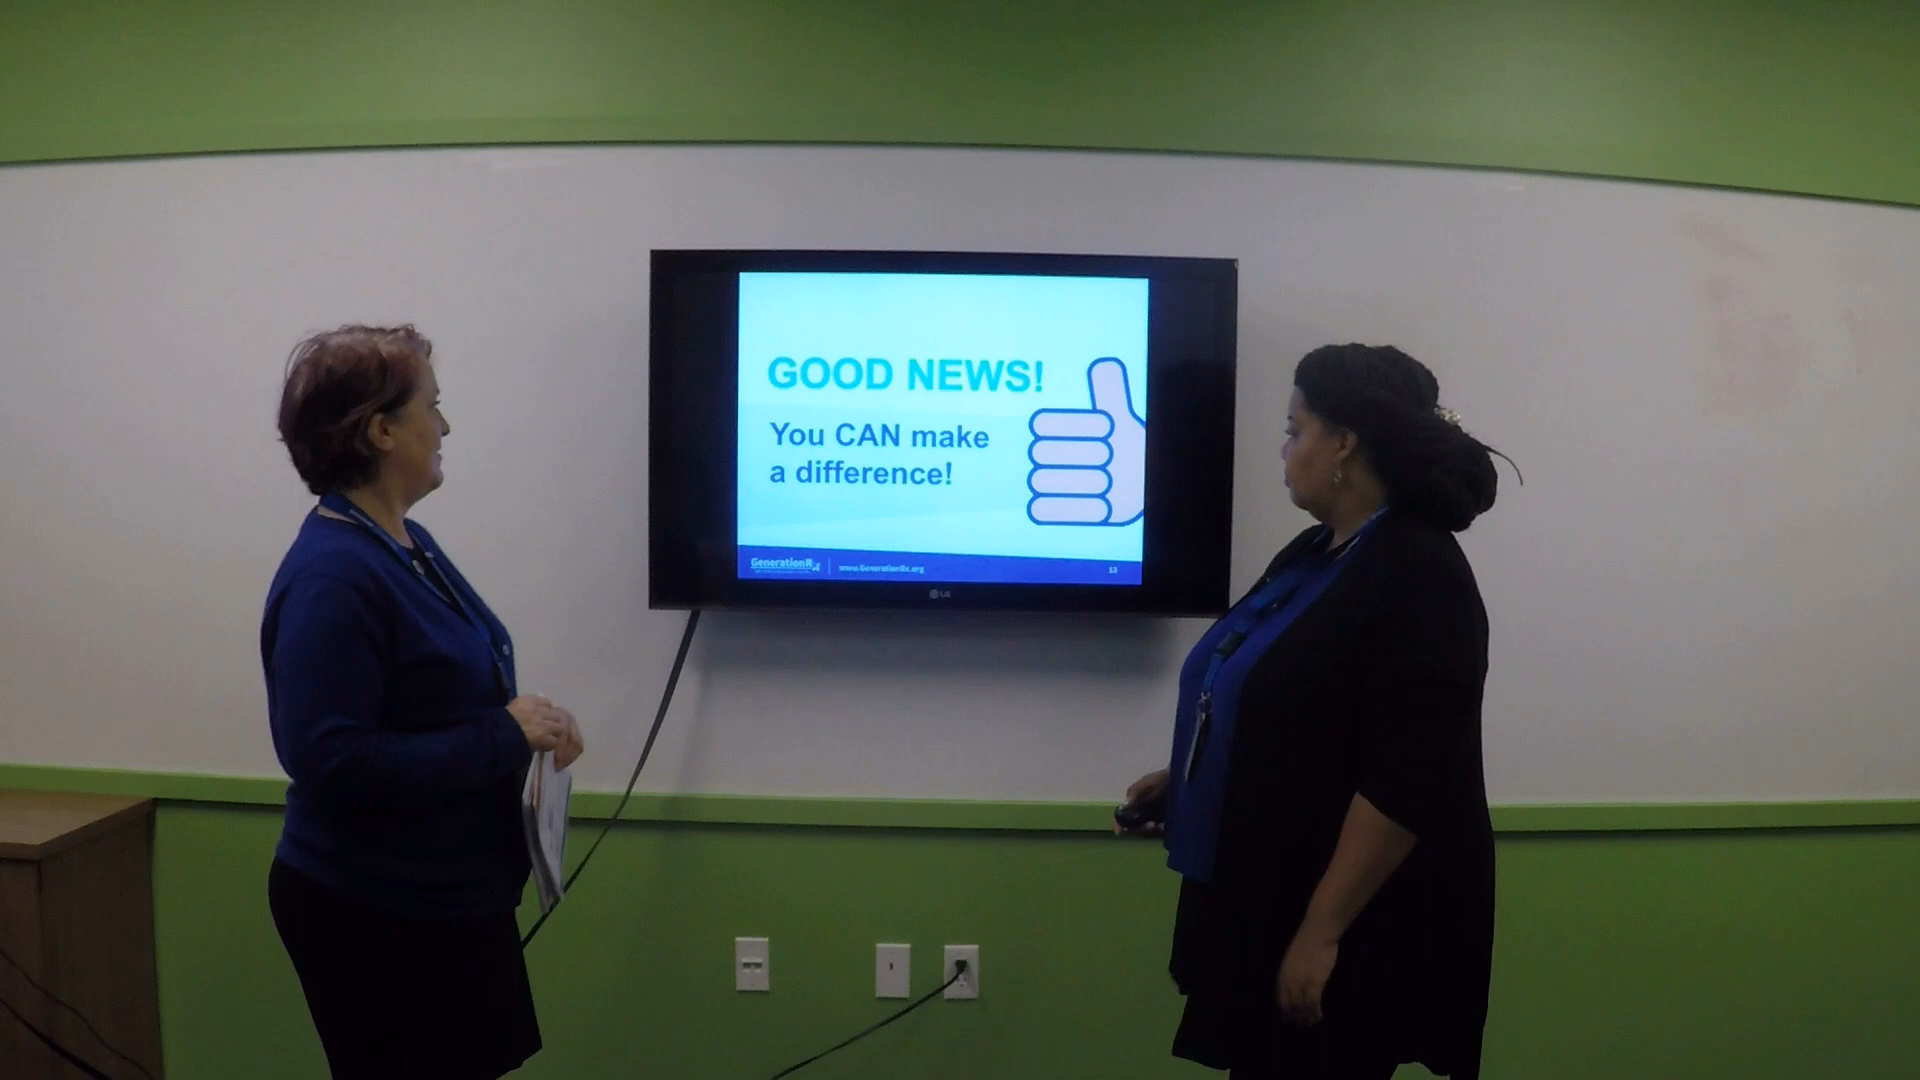 GOOD NEWS!
You CAN make
a difference!
GenerationRx
www.GenerationRx.org
13
LG